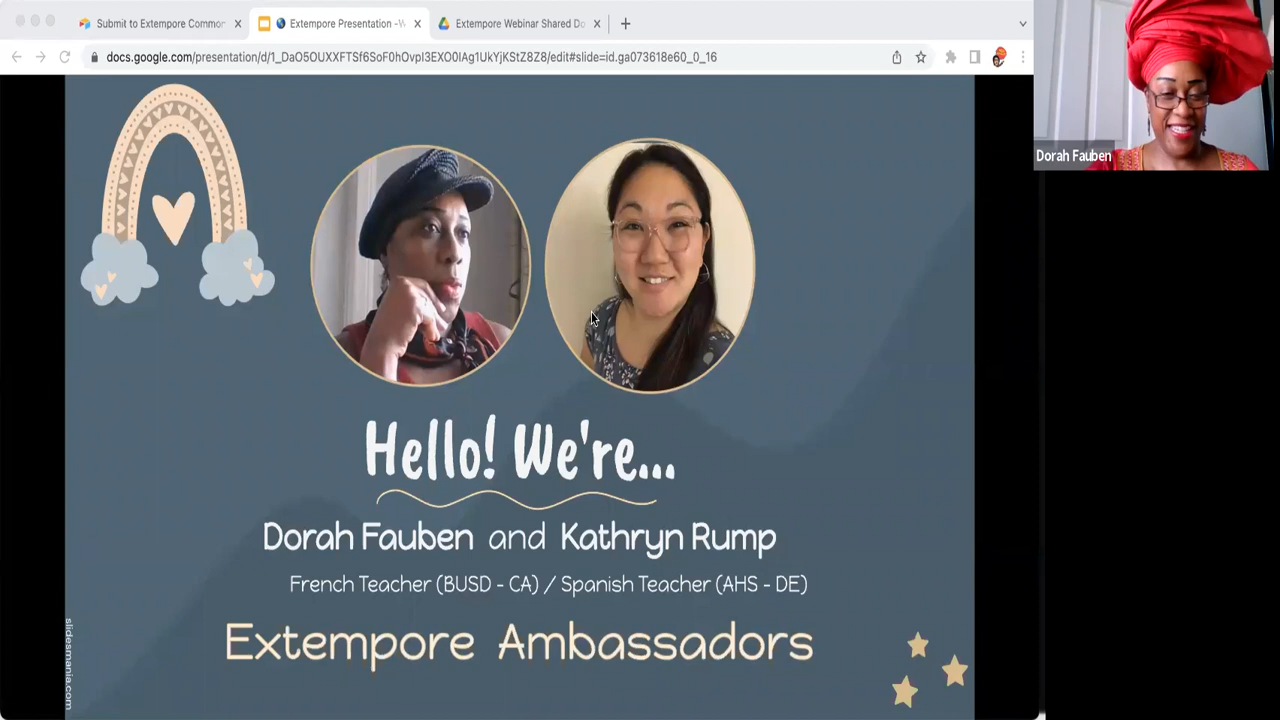 Submit to Extempore Common
Extempore Presentation -
Extempore Webinar Shared Do
docs.google.com/presentation/d/1_DaO5OUXXFTSf6SoF0hOvpI3EXO0IAg1UkYjKStZ8Z8/edit#slide=id.ga073618e60_0_16
Dorah Fauben
Hello! We're...
Dorah Fauben and Kathryn Rump
French Teacher (BUSD - CA) / Spanish Teacher (AHS - DE)
Extempore Ambassadors
slidesmania.com